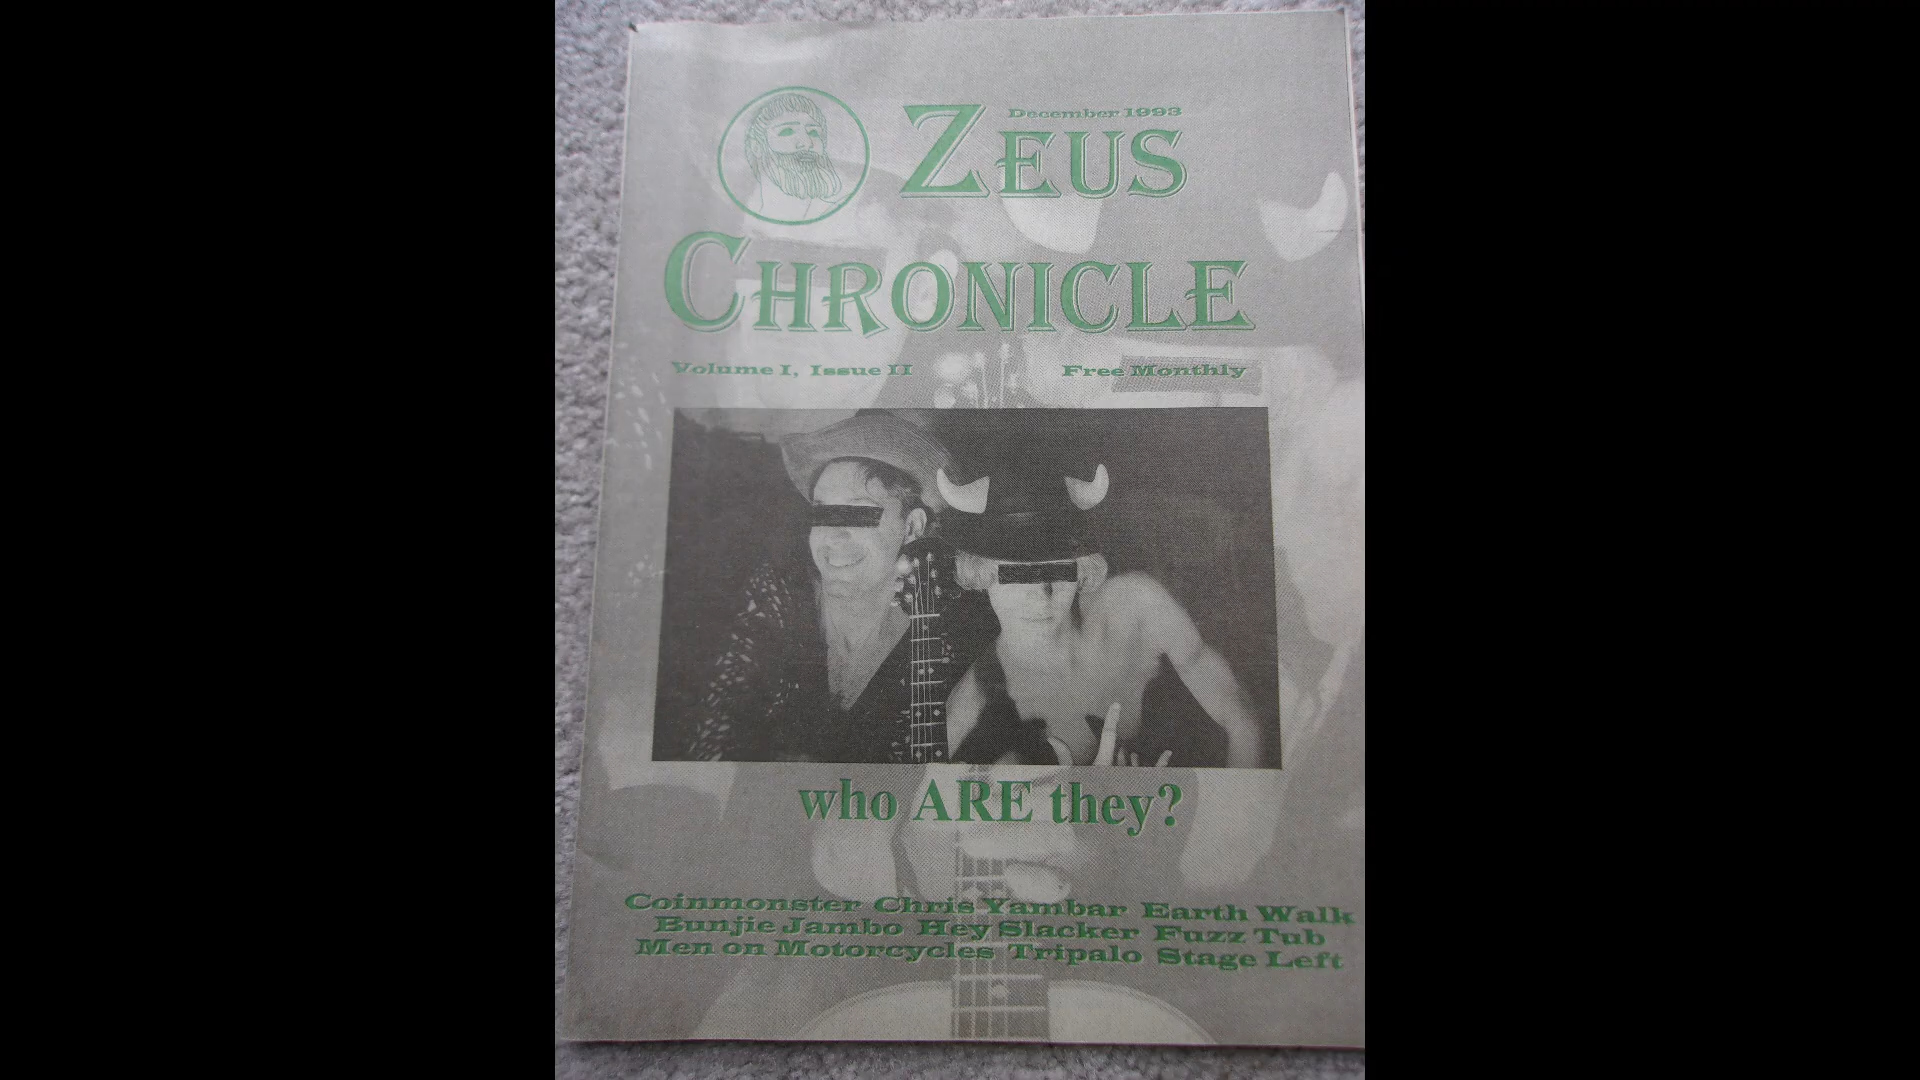 December 1993
ZEUS
CHRONICLE
Volume I, Issue II
Free Monthly
who ARE they?
Coinmonster Chris Yambar Earth Walk
Bunjie Jambo Hey Slacker Fuzz Tub
Men on Motorcycles Tripalo Stage Left